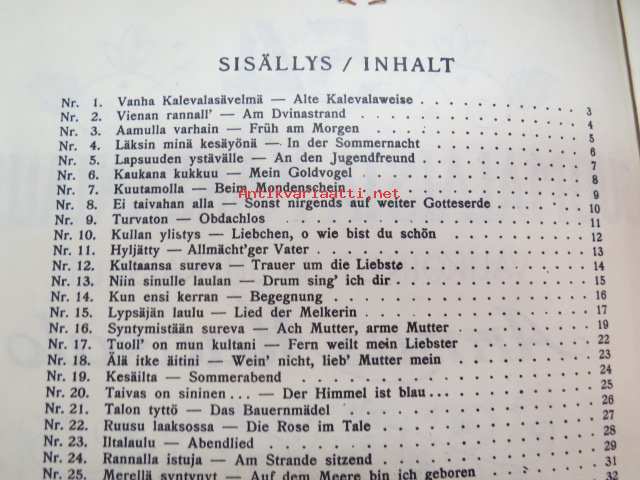 SISÄLLYS / INHALT
Nr. 1. Vanha Kalevalasävelmä — Alte Kalevalaweise 3
Nr. 2. Vienan rannall' — Am Dvinastrand 4
Nr. 3. Aamulla varhain — Früh am Morgen 5
Nr. 4. Läksin minä kesäyönä — In der Sommernacht 6
Nr. 5. Lapsuuden ystävälle — An den Jugendfreund 7
Nr. 6. Kaukana kukkuu — Mein Goldvogel 8
Nr. 7. Kuutamolla — Beim Mondenschein 9
Antikvariaatti.net
Nr. 8. Ei taivahan alla — Sonst nirgends auf weiter Gotteserde 10
Nr. 9. Turvaton — Obdachlos 11
Nr. 10. Kullan ylistys — Liebchen, o wie bist du schön 12
Nr. 11. Hyljätty — Allmächt'ger Vater 13
Nr. 12. Kultaansa sureva — Trauer um die Liebste 14
Nr. 13. Niin sinulle laulan — Drum sing' ich dir 15
Nr. 14. Kun ensi kerran — Begegnung 16
Nr. 15. Lypsäjän laulu — Lied der Melkerin 17
Nr. 16. Syntymistään sureva — Ach Mutter, arme Mutter 19
Nr. 17. Tuoll' on mun kultani — Fern weilt mein Liebster 22
Nr. 18. Älä itke äitini — Wein' nicht, lieb' Mutter mein 23
Nr. 19. Kesäilta — Sommerabend 24
Nr. 20. Taivas on sininen . . . — Der Himmel ist blau . . . 25
Nr. 21. Talon tyttö — Das Bauernmädel 26
Nr. 22. Ruusu laaksossa — Die Rose im Tale 27
Nr. 23. Iltalaulu — Abendlied 28
Nr. 24. Rannalla istuja — Am Strande sitzend 29
Nr. 25. Merellä syntynyt — Auf dem Meere bin ich geboren 31
32